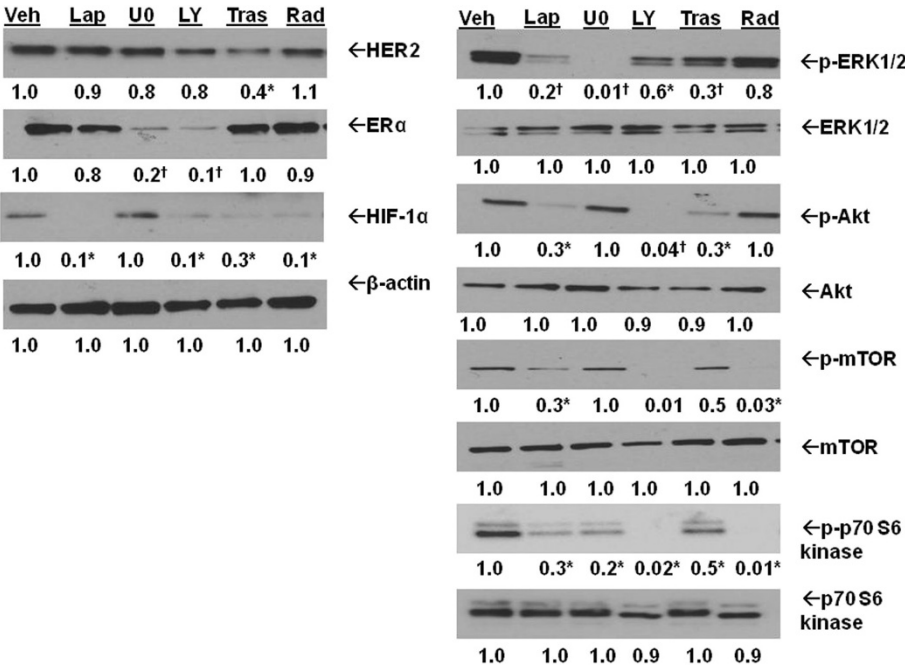 Veh Lap U0 LY Tras Rad
←HER2
1.0 0.9 0.8 0.8 0.4* 1.1
←ERα
1.0 0.8 0.2† 0.1† 1.0 0.9
←HIF-1α
1.0 0.1* 1.0 0.1* 0.3* 0.1*
←β-actin
1.0 1.0 1.0 1.0 1.0 1.0
Veh Lap U0 LY Tras Rad
←p-ERK1/2
1.0 0.2† 0.01† 0.6* 0.3† 0.8
←ERK1/2
1.0 1.0 1.0 1.0 1.0 1.0
←p-Akt
1.0 0.3* 1.0 0.04† 0.3* 1.0
←Akt
1.0 1.0 1.0 0.9 0.9 1.0
←p-mTOR
1.0 0.3* 1.0 0.01 0.5 0.03*
←mTOR
1.0 1.0 1.0 1.0 1.0 1.0
←p-p70 S6
kinase
1.0 0.3* 0.2* 0.02* 0.5* 0.01*
←p70 S6
kinase
1.0 1.0 1.0 0.9 1.0 0.9